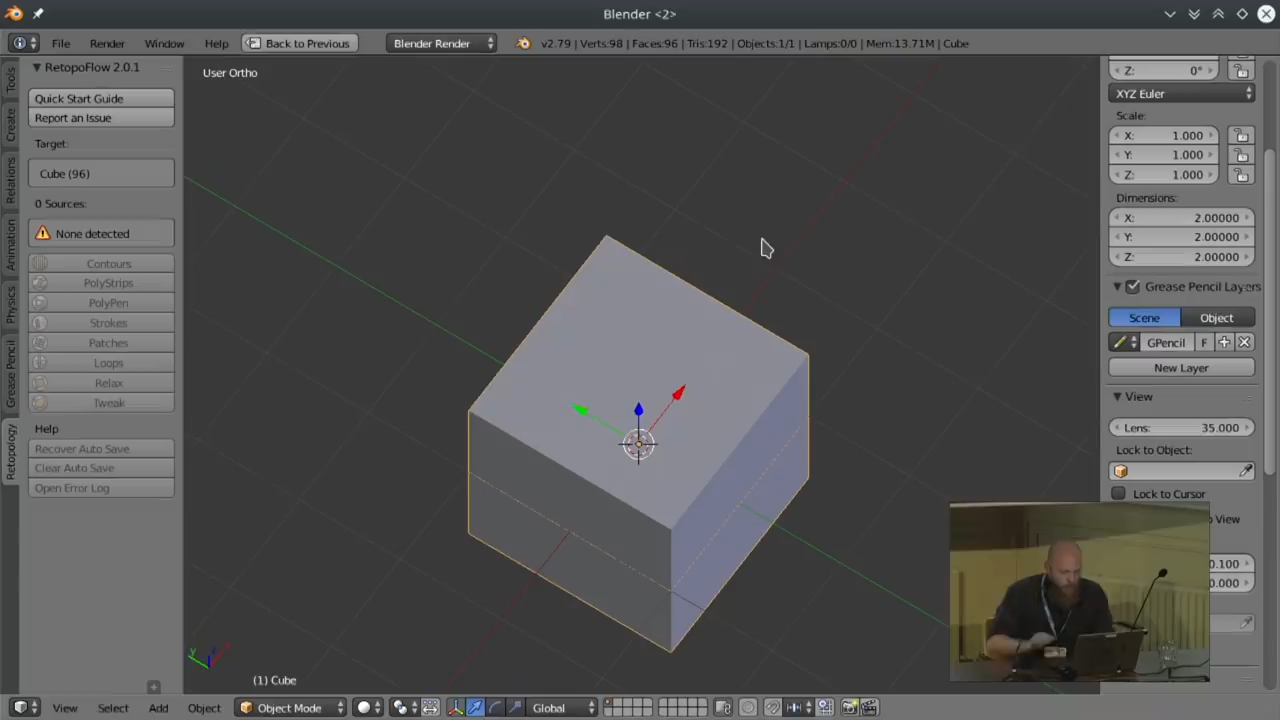 Blender <2>
File Render Window Help Back to Previous Blender Render v2.79 | Verts:98 | Faces:96 | Tris:192 | Objects:1/1 | Lamps:0/0 | Mem:13.71M | Cube
Tools
Create
Relations
Animation
Physics
Grease Pencil
Retopology
RetopoFlow 2.0.1
Quick Start Guide
Report an Issue
Target:
Cube (96)
0 Sources:
None detected
Contours
PolyStrips
PolyPen
Strokes
Patches
Loops
Relax
Tweak
Help
Recover Auto Save
Clear Auto Save
Open Error Log
User Ortho
y
(1) Cube
Z: 0°
XYZ Euler
Scale:
X: 1.000
Y: 1.000
Z: 1.000
Dimensions:
X: 2.00000
Y: 2.00000
Z: 2.00000
Grease Pencil Layers
Scene Object
GPencil F
New Layer
View
Lens: 35.000
Lock to Object:
Lock to Cursor
View
0.100
0.000
View Select Add Object Object Mode Global